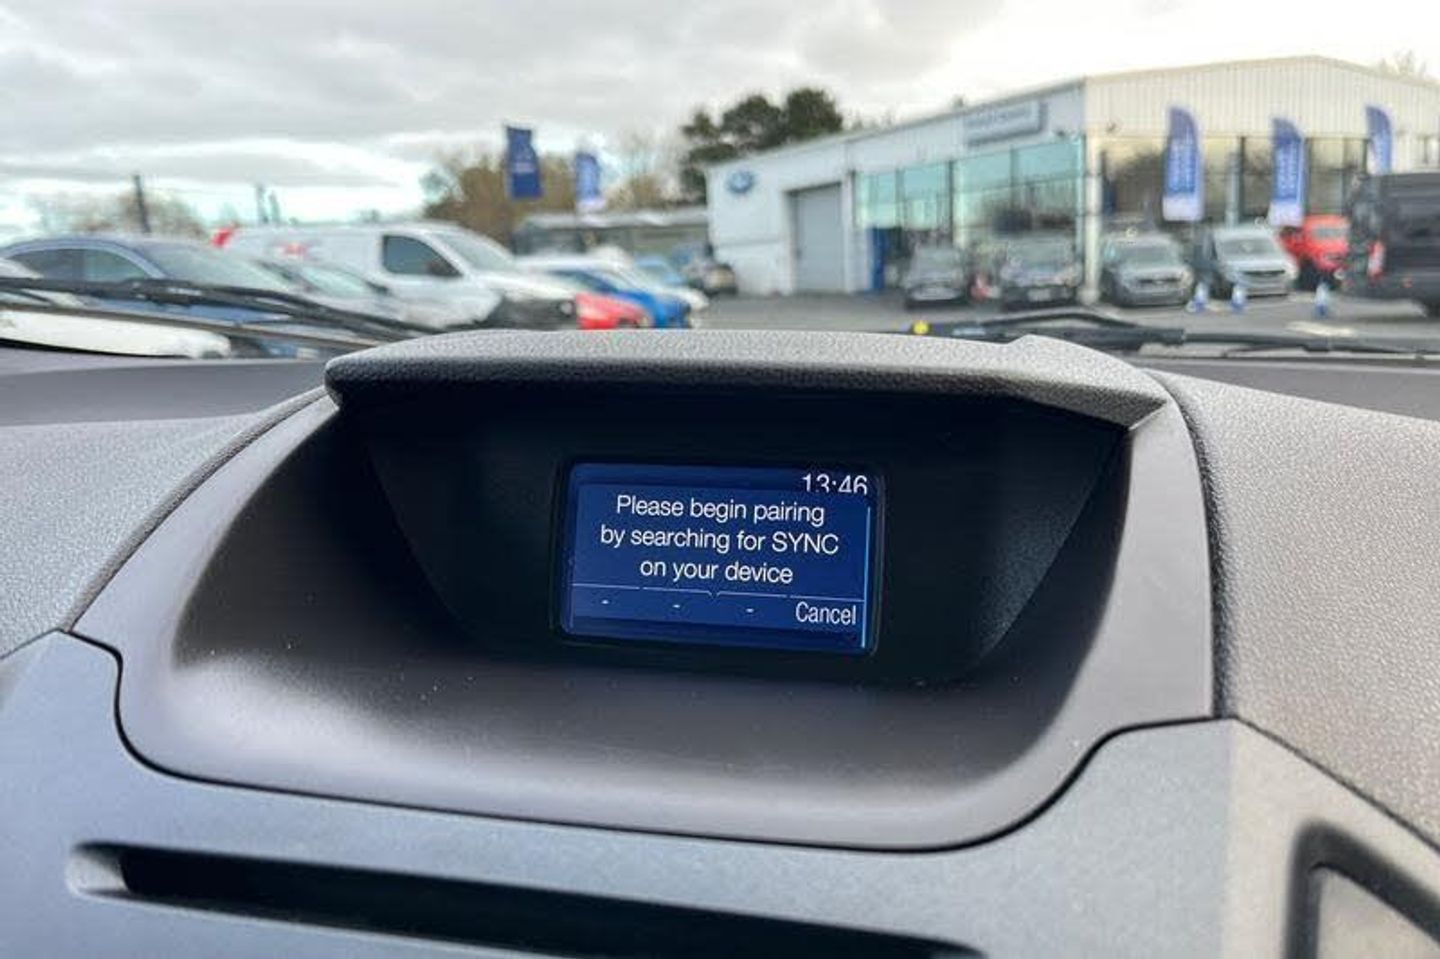 13:46
Please begin pairing
by searching for SYNC
on your device
- - - Cancel